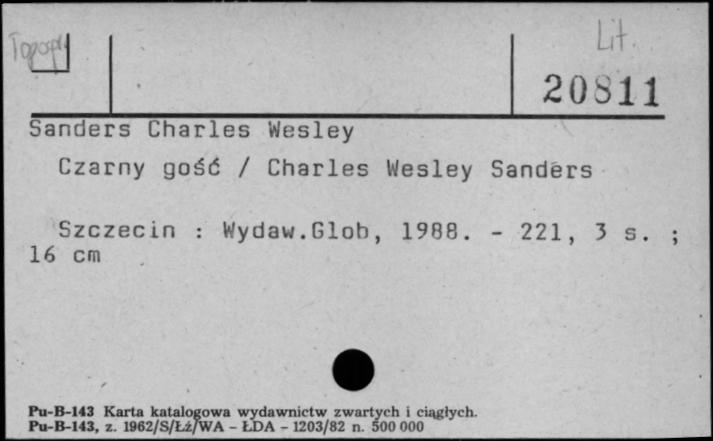 Lit.
20811
Sanders Charles Wesley
Czarny gość / Charles Wesley Sanders
Szczecin : Wydaw.Glob, 1988. - 221, 3 s. ;
16 cm
Pu-B-143 Karta katalogowa wydawnictw zwartych i ciągłych.
Pu-B-143, z. 1962/S/Łź/WA - ŁDA - 1203/82 n. 500 000